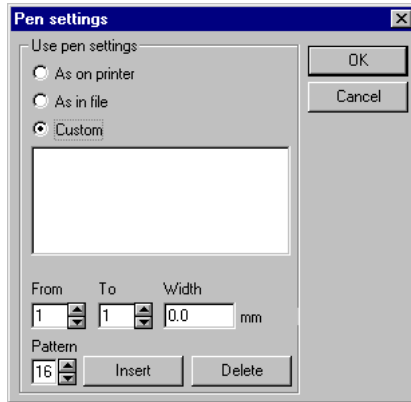 Pen settings
Use pen settings
OK
As on printer
Cancel
As in file
Custom
From To Width
1 1 0.0 mm
Pattern
16 Insert Delete